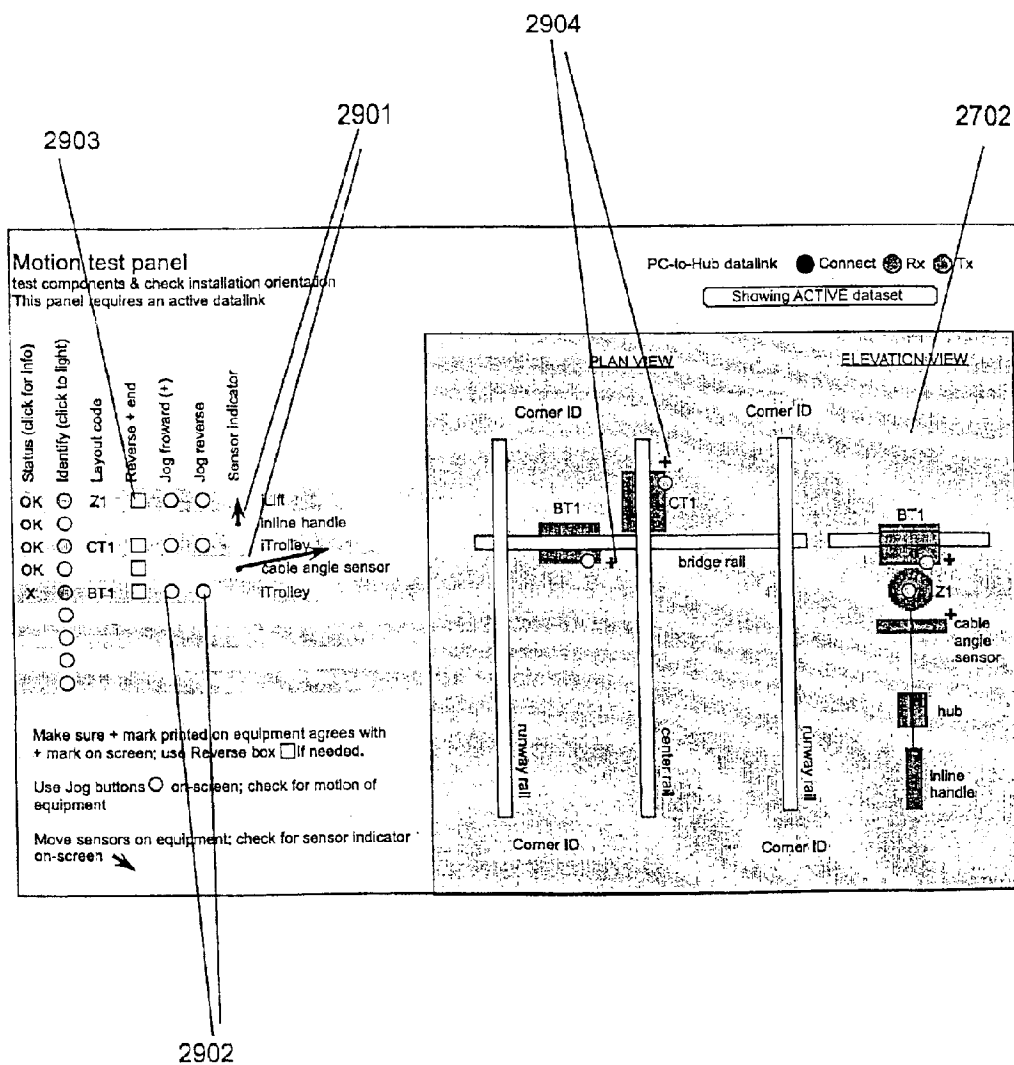 2904
2901
2903
2702
Motion test panel
test components & check installation orientation
This panel requires an active datalink
PC-to-Hub datalink Connect Rx Tx
Showing ACTIVE dataset
Status (click for Info)
Identify (click to light)
Layout code
Reverse + end
Jog froward (+)
Jog reverse
Sensor Indicator
OK Z1 iLift
OK inline handle
OK CT1 iTrolley
OK cable angle sensor
X BT1 iTrolley
Make sure + mark printed on equipment agrees with
+ mark on screen; use Reverse box if needed.
Use Jog buttons on-screen; check for motion of
equipment
Move sensors on equipment; check for sensor indicator
on-screen
PLAN VIEW
ELEVATION VIEW
Corner ID
Corner ID
+
CT1
BT1
+
bridge rail
runway rail
center rail
runway rail
Corner ID
Corner ID
BT1
+
Z1
+
cable
angle
sensor
hub
Inline
handle
2902